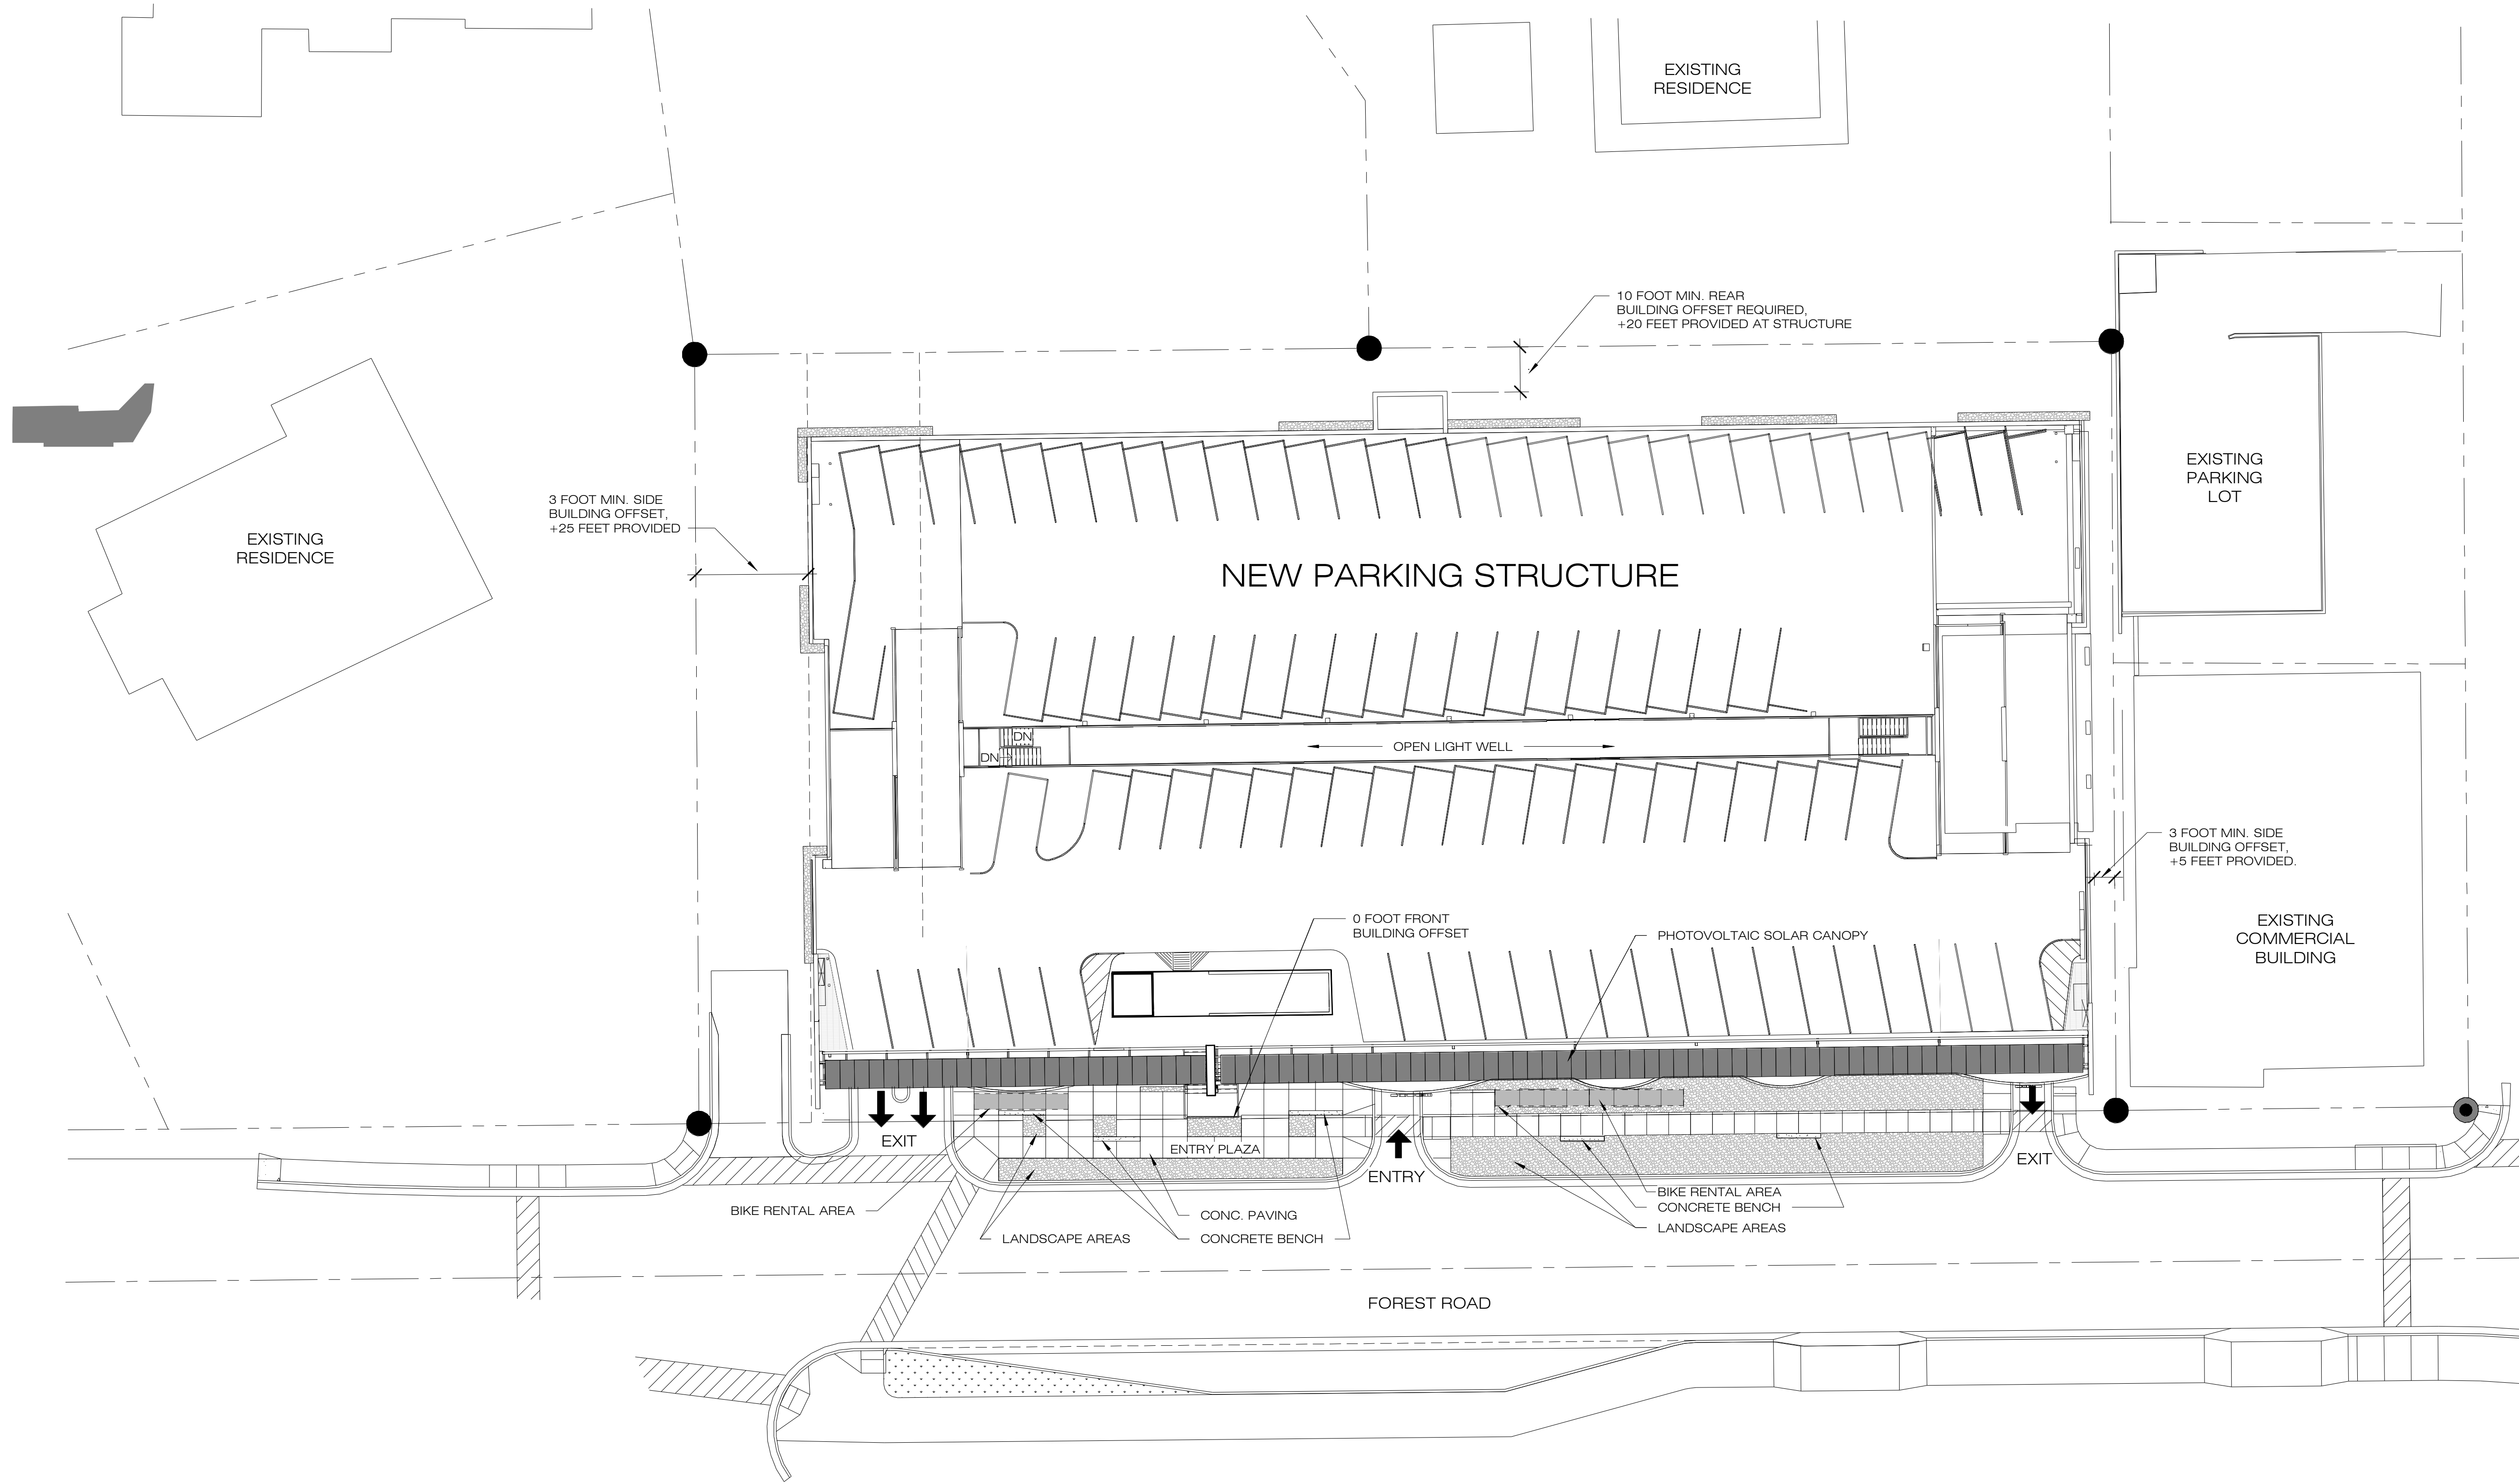 EXISTING
RESIDENCE
10 FOOT MIN. REAR
BUILDING OFFSET REQUIRED,
+20 FEET PROVIDED AT STRUCTURE
EXISTING
PARKING
LOT
3 FOOT MIN. SIDE
BUILDING OFFSET,
+25 FEET PROVIDED
EXISTING
RESIDENCE
NEW PARKING STRUCTURE
DN
DN
OPEN LIGHT WELL
3 FOOT MIN. SIDE
BUILDING OFFSET,
+5 FEET PROVIDED.
0 FOOT FRONT
BUILDING OFFSET
PHOTOVOLTAIC SOLAR CANOPY
EXISTING
COMMERCIAL
BUILDING
EXIT
ENTRY PLAZA
ENTRY
EXIT
BIKE RENTAL AREA
CONC. PAVING
LANDSCAPE AREAS
CONCRETE BENCH
BIKE RENTAL AREA
CONCRETE BENCH
LANDSCAPE AREAS
FOREST ROAD